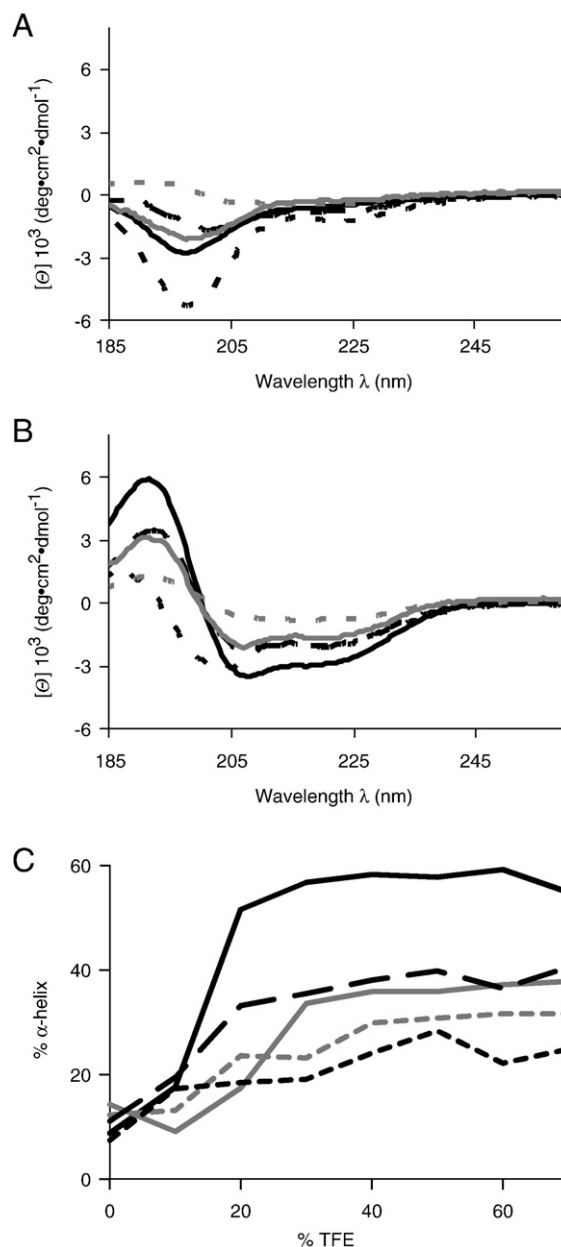 A
6
3
0
-3
-6
[Θ] 10³ (deg•cm²•dmol⁻¹)
185 205 225 245
Wavelength λ (nm)
B
6
3
0
-3
-6
[Θ] 10³ (deg•cm²•dmol⁻¹)
185 205 225 245
Wavelength λ (nm)
C
60
40
20
0
% α-helix
0 20 40 60
% TFE